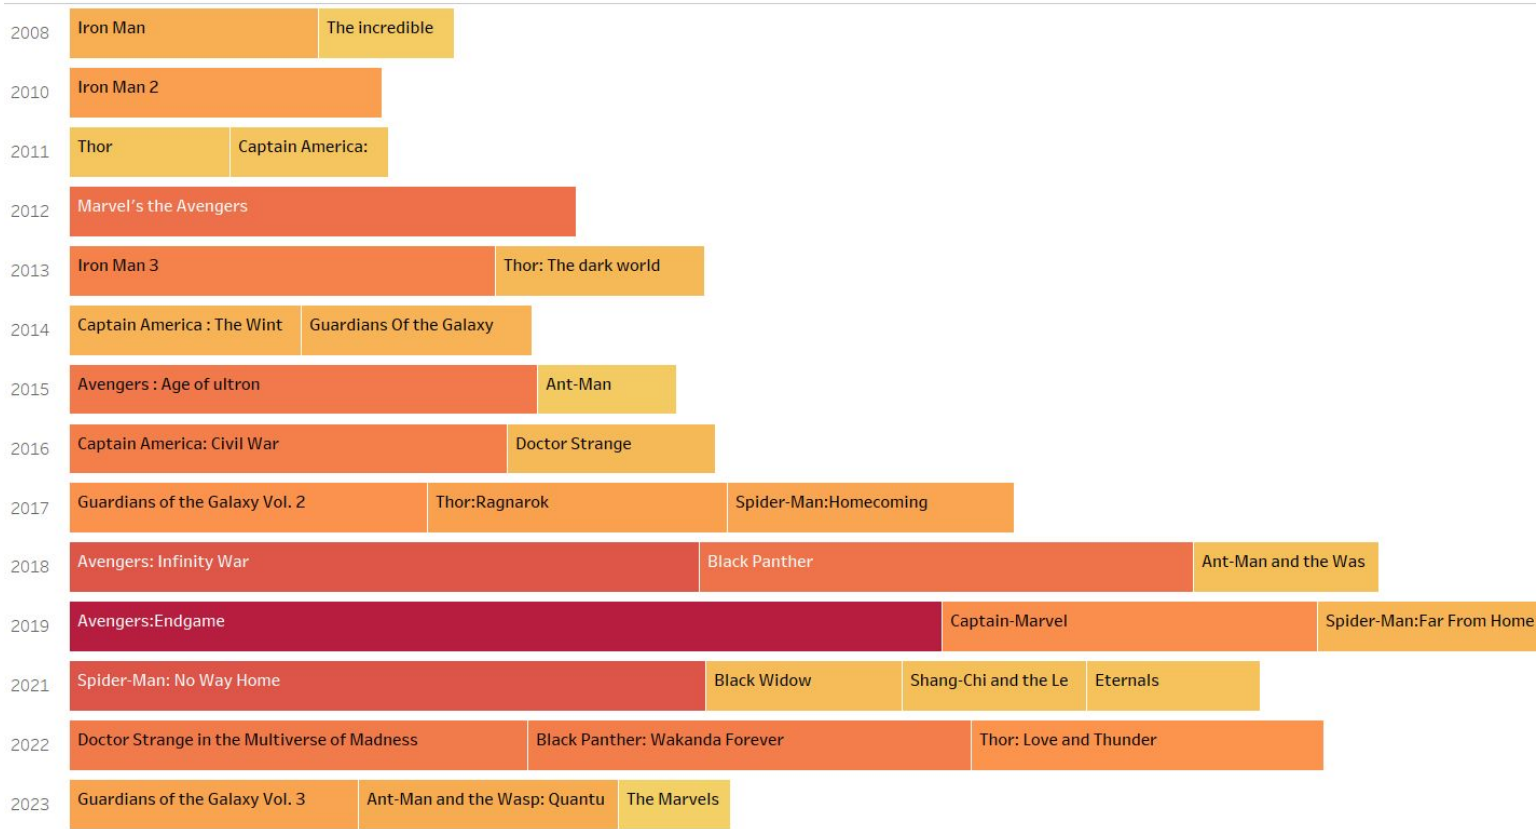 2008 Iron Man The incredible
2010 Iron Man 2
2011 Thor Captain America:
2012 Marvel's the Avengers
2013 Iron Man 3 Thor: The dark world
2014 Captain America : The Wint Guardians Of the Galaxy
2015 Avengers : Age of ultron Ant-Man
2016 Captain America: Civil War Doctor Strange
2017 Guardians of the Galaxy Vol. 2 Thor:Ragnarok Spider-Man:Homecoming
2018 Avengers: Infinity War Black Panther Ant-Man and the Was
2019 Avengers:Endgame Captain-Marvel Spider-Man:Far From Home
2021 Spider-Man: No Way Home Black Widow Shang-Chi and the Le Eternals
2022 Doctor Strange in the Multiverse of Madness Black Panther: Wakanda Forever Thor: Love and Thunder
2023 Guardians of the Galaxy Vol. 3 Ant-Man and the Wasp: Quantu The Marvels